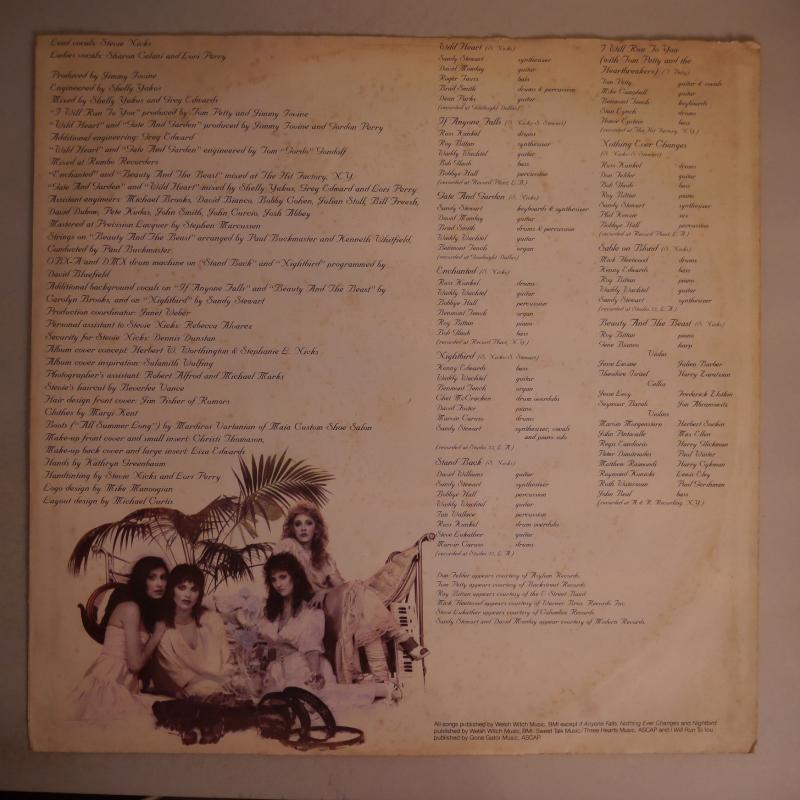 Lead vocals: Stevie Nicks
Ladies vocals: Sharon Celani and Lori Perry
Produced by Jimmy Iovine
Engineered by Shelly Yakus
Mixed by Shelly Yakus and Greg Edwards
"I Will Run To You" produced by Tom Petty and Jimmy Iovine
"Wild Heart" and "Gate And Garden" produced by Jimmy Iovine and Gordon Perry
Additional engineering: Greg Edward
"Wild Heart" and "Gate And Garden" engineered by Tom "Gordo" Gondolf
Mixed at Rumbo Recorders
"Enchanted" and "Beauty And The Beast" mixed at The Hit Factory, N.Y.
"Gate And Garden" and "Wild Heart" mixed by Shelly Yakus, Greg Edward and Lori Perry
Assistant engineers: Michael Brooks, David Bianco, Bobby Cohen, Julian Stoll, Bill Freesh,
David Dubow, Pete Kudas, John Smith, John Curcio, Josh Abbey
Mastered at Precision Lacquer by Stephen Marcussen
Strings on "Beauty And The Beast" arranged by Paul Buckmaster and Kenneth Whitfield,
Conducted by Paul Buckmaster
OBX-A and DMX drum machine on "Stand Back" and "Nightbird" programmed by
David Bluefield
Additional background vocals on "If Anyone Falls" and "Beauty And The Beast" by
Carolyn Brooks, and on "Nightbird" by Sandy Stewart
Production coordinator: Janet Weber
Personal assistant to Stevie Nicks: Rebecca Alvarez
Security for Stevie Nicks: Dennis Dunstan
Album cover concept: Herbert W. Worthington & Stephanie L. Nicks
Album cover inspiration: Sulamith Wulfing
Photographer's assistant: Robert Alfred and Michael Marks
Stevie's haircut by Beverlee Vance
Hair design front cover: Jim Fisher of Rumors
Clothes by Margi Kent
Boots ("All Summer Long") by Mardiros Vartanian of Maia Custom Shoe Salon
Make-up front cover and small insert: Christi Thomason,
Make-up back cover and large insert: Liza Edwards
Hands by Kathryn Greenbaum
Handtinting by Stevie Nicks and Lori Perry
Logo design by Mike Manoogian
Layout design by Michael Curtis
Wild Heart (S. Nicks)
Sandy Stewart synthesizer
David Munday guitar
Roger Tausz bass
Brad Smith drums & percussion
Dean Parks guitar
(recorded at Goodnight Dallas)
If Anyone Falls (S. Nicks-S. Stewart)
Russ Kunkel drums
Roy Bittan synthesizer
Waddy Wachtel guitar
Bob Glaub bass
Bobbye Hall percussion
(recorded at Record Plant, L.A.)
Gate And Garden (S. Nicks)
Sandy Stewart keyboards & synthesizer
David Munday guitar
Brad Smith drums & percussion
Waddy Wachtel guitar
Benmont Tench organ
(recorded at Goodnight Dallas)
Enchanted (S. Nicks)
Russ Kunkel drums
Roger Tausz bass
Waddy Wachtel guitar
Bobbye Hall percussion
Benmont Tench organ
Roy Bittan piano
Bob Glaub bass
(recorded at Record Plant, N.Y.)
Nightbird (S. Nicks-S. Stewart)
Kenny Edwards bass
Waddy Wachtel guitar
Benmont Tench organ
Chet McCracken drum overdubs
David Foster piano
Marvin Caruso drums
Sandy Stewart synthesizer, vocals
and piano solo
(recorded at Studio 55, L.A.)
Stand Back (S. Nicks)
David Williams guitar
Sandy Stewart synthesizer
Bobbye Hall percussion
Waddy Wachtel guitar
Ian Wallace percussion
Russ Kunkel drum overdubs
Steve Lukather guitar
Marvin Caruso drums
(recorded at Studio 55, L.A.)
Don Felder appears courtesy of Asylum Records.
Tom Petty appears courtesy of Backstreet Records.
Roy Bittan appears courtesy of the E Street Band
Mick Fleetwood appears courtesy of Warner Bros. Records Inc.
Steve Lukather appears courtesy of Columbia Records.
Sandy Stewart and David Munday appear courtesy of Modern Records.
I Will Run To You
(with Tom Petty and the
Heartbreakers) (T. Petty)
Tom Petty guitar & vocals
Mike Campbell guitar
Benmont Tench keyboards
Stan Lynch drums
Howie Epstein bass
(recorded at The Hit Factory, N.Y.)
Nothing Ever Changes
(S. Nicks-S. Stewart)
Russ Kunkel drums
Don Felder guitar
Bob Glaub bass
Roy Bittan piano
Sandy Stewart synthesizer
Phil Kenzie sax
Bobbye Hall percussion
(recorded at Record Plant, L.A.)
Sable on Blond (S. Nicks)
Mick Fleetwood drums
Kenny Edwards bass
Roy Bittan piano
Waddy Wachtel guitar
Sandy Stewart synthesizer
(recorded at Studio 55, L.A.)
Beauty And The Beast (S. Nicks)
Roy Bittan piano
Gene Bianco harp
Violin
Jesse Levine Julien Barber
Theodore Israel Harry Zaratzian
Cello
Jesse Levy Frederick Zlotkin
Seymour Barab Jon Abramowitz
Violins
Marvin Morgenstern Herbert Sorkin
John Pintavalle Max Ellen
Regis Eandiorio Harry Glickman
Peter Dimitriades Paul Winter
Matthew Raimondi Harry Cykman
Raymond Kunicki Lewis Eley
Ruth Waterman Paul Gershman
John Beal bass
(recorded at A & R Recording, N.Y.)
All songs published by Welsh Witch Music, BMI except If Anyone Falls, Nothing Ever Changes and Nightbird
published by Welsh Witch Music, BMI/Sweet Talk Music/Three Hearts Music, ASCAP and I Will Run To You
published by Gone Gator Music, ASCAP.